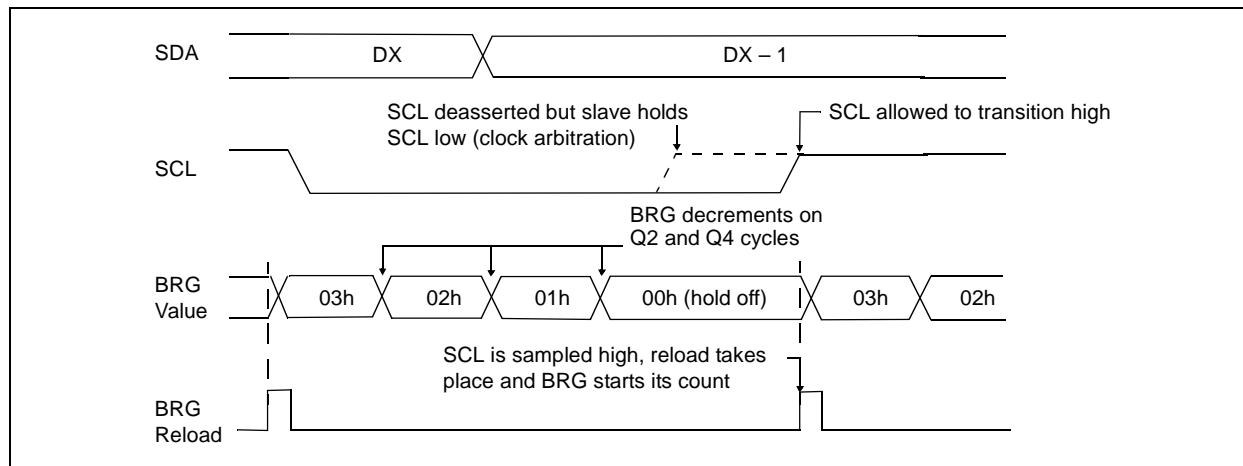 SDA
DX
DX – 1
SCL deasserted but slave holds
SCL low (clock arbitration)
SCL allowed to transition high
SCL
BRG decrements on
Q2 and Q4 cycles
BRG
Value
03h
02h
01h
00h (hold off)
03h
02h
SCL is sampled high, reload takes
place and BRG starts its count
BRG
Reload